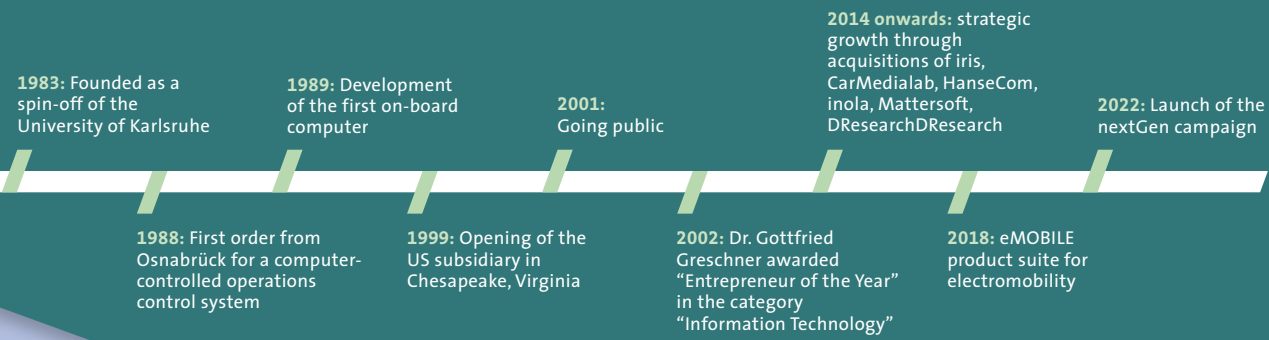 1983: Founded as a
spin-off of the
University of Karlsruhe
1988: First order from
Osnabrück for a computer-
controlled operations
control system
1989: Development
of the first on-board
computer
1999: Opening of the
US subsidiary in
Chesapeake, Virginia
2001:
Going public
2002: Dr. Gottfried
Greschner awarded
“Entrepreneur of the Year”
in the category
“Information Technology”
2014 onwards: strategic
growth through
acquisitions of iris,
CarMedialab, HanseCom,
inola, Mattersoft,
DResearchDResearch
2018: eMOBILE
product suite for
electromobility
2022: Launch of the
nextGen campaign